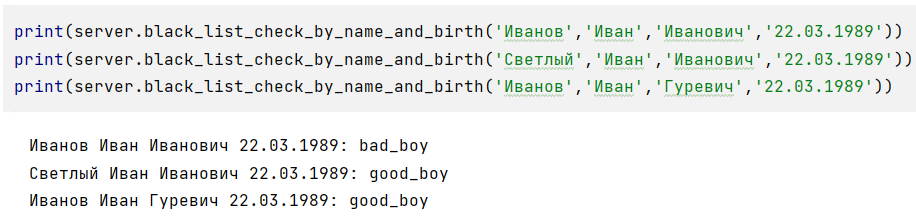 print(server.black_list_check_by_name_and_birth('Иванов','Иван','Иванович','22.03.1989'))
print(server.black_list_check_by_name_and_birth('Светлый','Иван','Иванович','22.03.1989'))
print(server.black_list_check_by_name_and_birth('Иванов','Иван','Гуревич','22.03.1989'))
Иванов Иван Иванович 22.03.1989: bad_boy
Светлый Иван Иванович 22.03.1989: good_boy
Иванов Иван Гуревич 22.03.1989: good_boy